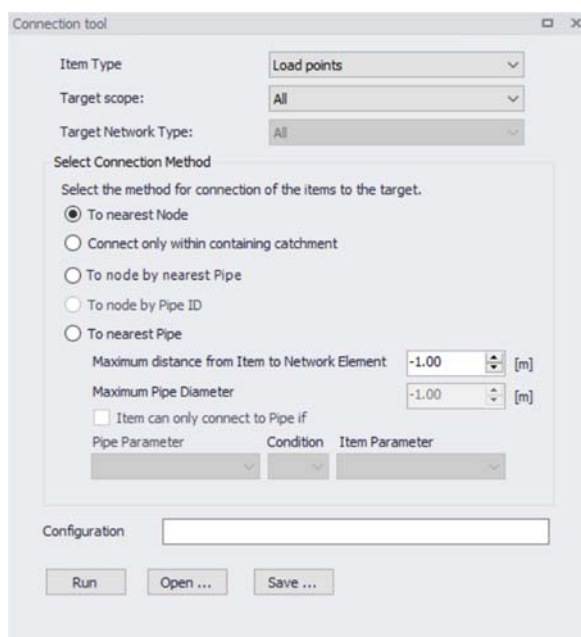 Connection tool
Item Type Load points
Target scope: All
Target Network Type: All
Select Connection Method
Select the method for connection of the items to the target.
To nearest Node
Connect only within containing catchment
To node by nearest Pipe
To node by Pipe ID
To nearest Pipe
Maximum distance from Item to Network Element -1.00 [m]
Maximum Pipe Diameter -1.00 [m]
Item can only connect to Pipe if
Pipe Parameter Condition Item Parameter
Configuration
Run Open ... Save ...